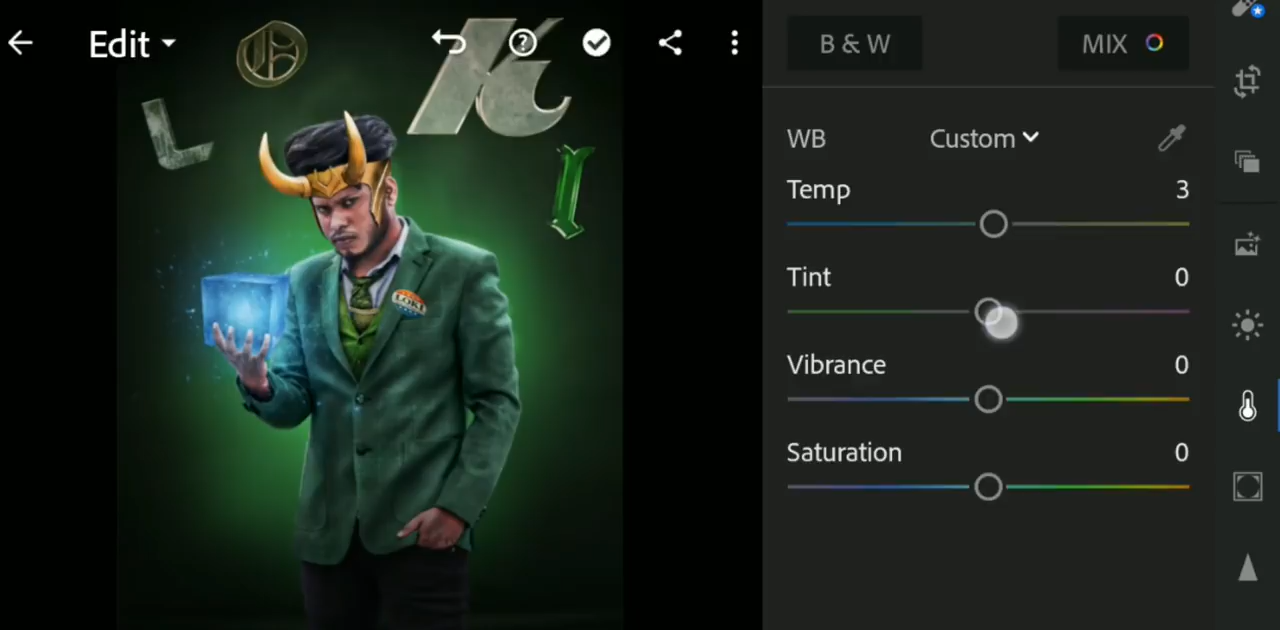 Edit
B & W
MIX
L
O
K
I
LOKI
WB
Custom
Temp
3
Tint
0
Vibrance
0
Saturation
0